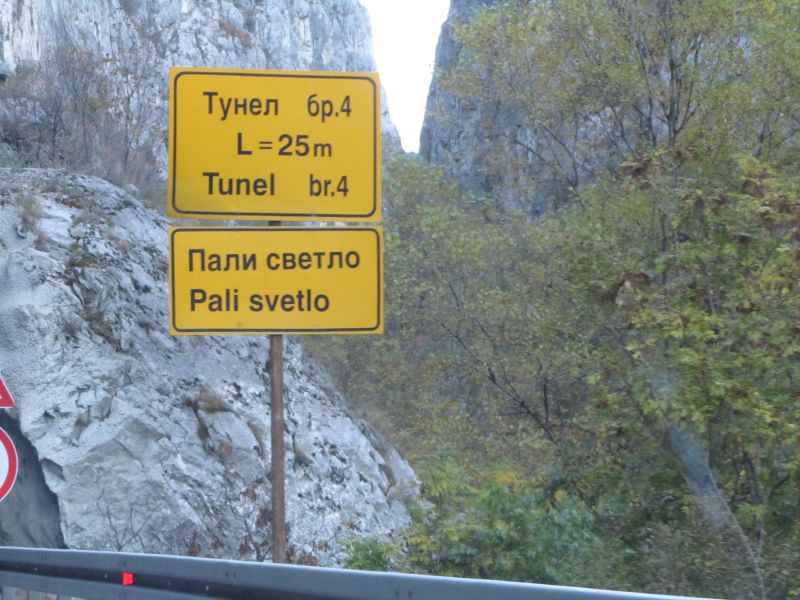 Тунел бр.4
L = 25m
Tunel br.4
Пали светло
Pali svetlo